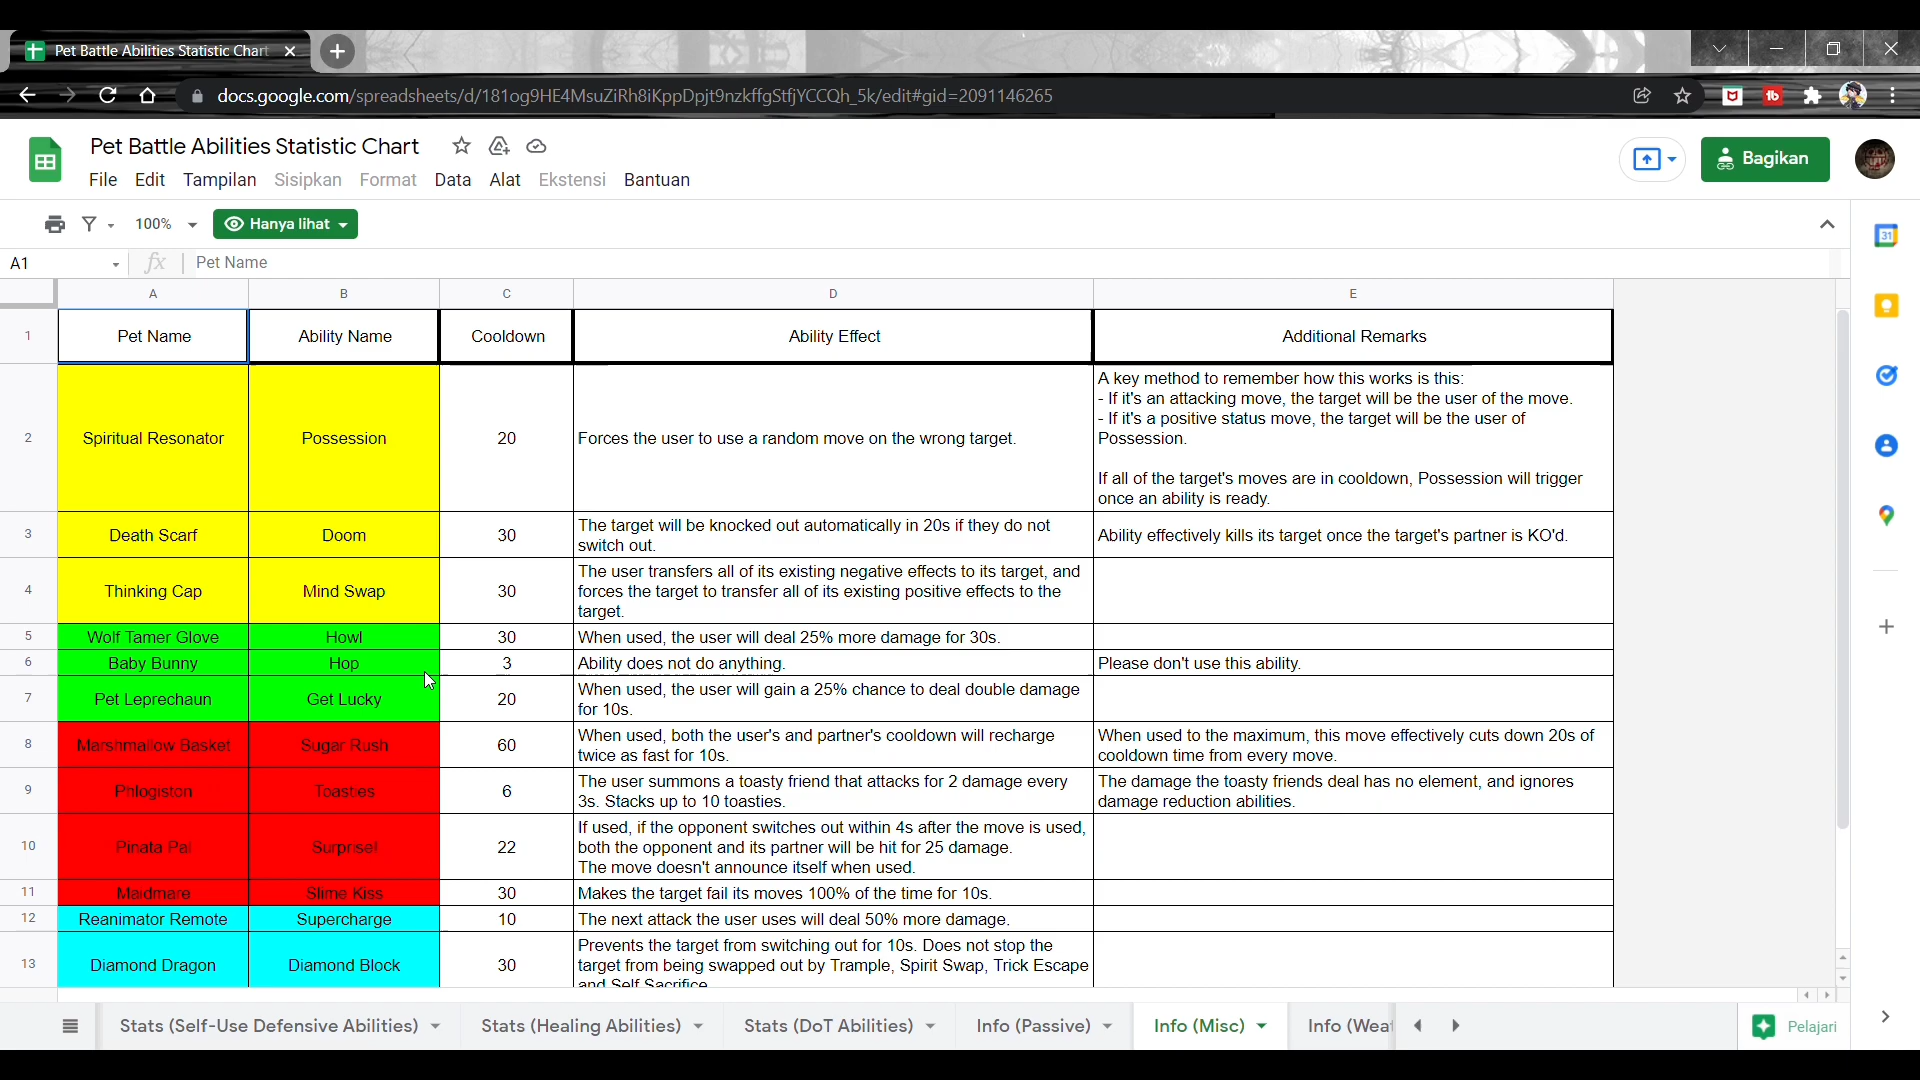 Pet Battle Abilities Statistic Chart
docs.google.com/spreadsheets/d/181og9HE4MsuZiRh8iKppDpjt9nzkffgStfjYCCQh_5k/edit#gid=2091146265
Pet Battle Abilities Statistic Chart
File Edit Tampilan Sisipkan Format Data Alat Ekstensi Bantuan
Bagikan
100% Hanya lihat
A1 fx Pet Name
A B C D E
1 Pet Name Ability Name Cooldown Ability Effect Additional Remarks
2 Spiritual Resonator Possession 20 Forces the user to use a random move on the wrong target.
A key method to remember how this works is this:
- If it's an attacking move, the target will be the user of the move.
- If it's a positive status move, the target will be the user of
Possession.
If all of the target's moves are in cooldown, Possession will trigger
once an ability is ready.
3 Death Scarf Doom 30 The target will be knocked out automatically in 20s if they do not
switch out.
Ability effectively kills its target once the target's partner is KO'd.
4 Thinking Cap Mind Swap 30 The user transfers all of its existing negative effects to its target, and
forces the target to transfer all of its existing positive effects to the
target.
5 Wolf Tamer Glove Howl 30 When used, the user will deal 25% more damage for 30s.
6 Baby Bunny Hop 3 Ability does not do anything. Please don't use this ability.
7 Pet Leprechaun Get Lucky 20 When used, the user will gain a 25% chance to deal double damage
for 10s.
8 Marshmallow Basket Sugar Rush 60 When used, both the user's and partner's cooldown will recharge
twice as fast for 10s.
When used to the maximum, this move effectively cuts down 20s of
cooldown time from every move.
9 Phlogiston Toasties 6 The user summons a toasty friend that attacks for 2 damage every
3s. Stacks up to 10 toasties.
The damage the toasty friends deal has no element, and ignores
damage reduction abilities.
10 Pinata Pal Surprise! 22 If used, if the opponent switches out within 4s after the move is used,
both the opponent and its partner will be hit for 25 damage.
The move doesn't announce itself when used.
11 Maidmare Slime Kiss 30 Makes the target fail its moves 100% of the time for 10s.
12 Reanimator Remote Supercharge 10 The next attack the user uses will deal 50% more damage.
13 Diamond Dragon Diamond Block 30 Prevents the target from switching out for 10s. Does not stop the
target from being swapped out by Trample, Spirit Swap, Trick Escape
and Self Sacrifice
Stats (Self-Use Defensive Abilities) Stats (Healing Abilities) Stats (DoT Abilities) Info (Passive) Info (Misc) Info (Weat
Pelajari
31